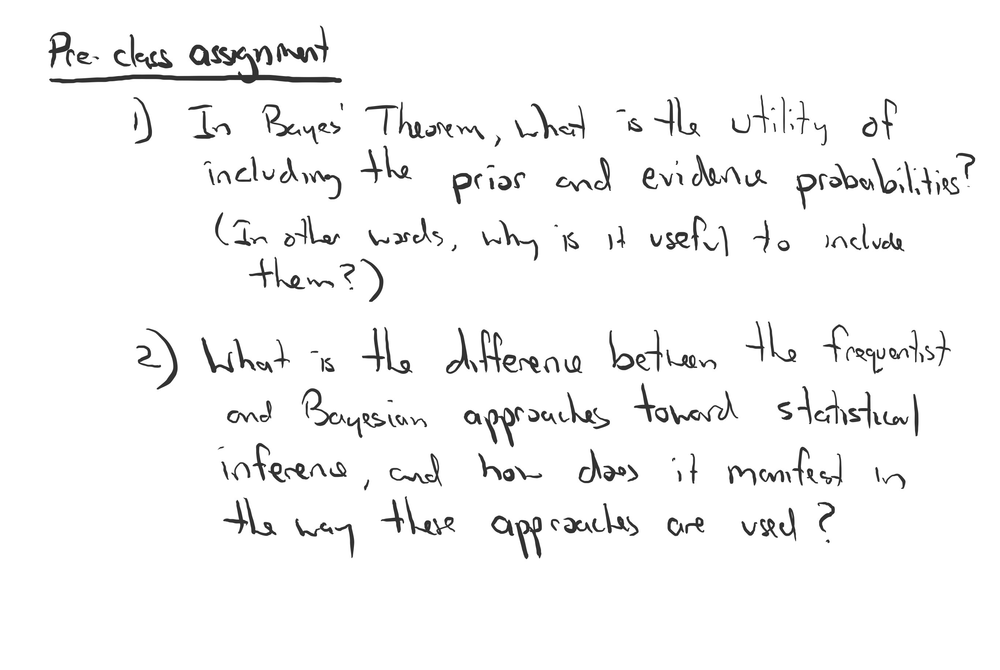 Pre-class assignment
1) In Bayes' Theorem, what is the utility of
including the prior and evidence probabilities?
(In other words, why is it useful to include
them?)
2) What is the difference between the frequentist
and Bayesian approaches toward statistical
inference, and how does it manifest in
the way these approaches are used?